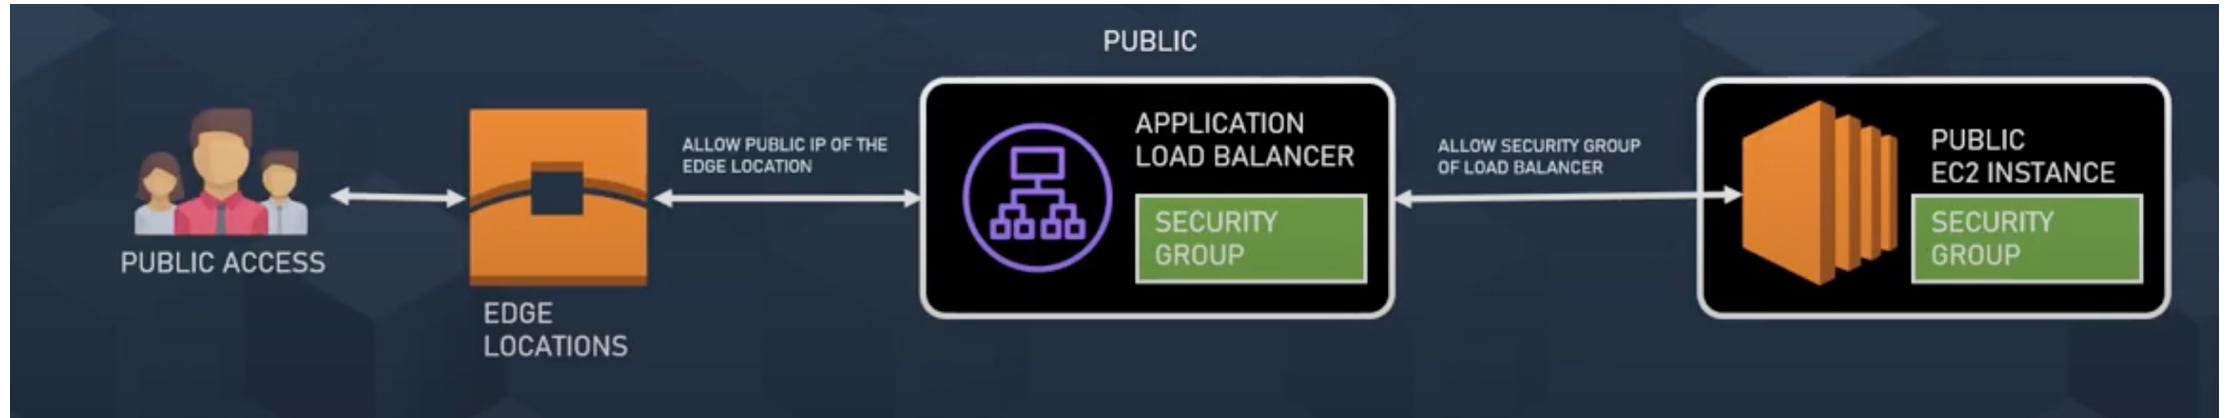 PUBLIC
PUBLIC ACCESS
EDGE
LOCATIONS
ALLOW PUBLIC IP OF THE
EDGE LOCATION
APPLICATION
LOAD BALANCER
SECURITY
GROUP
ALLOW SECURITY GROUP
OF LOAD BALANCER
PUBLIC
EC2 INSTANCE
SECURITY
GROUP